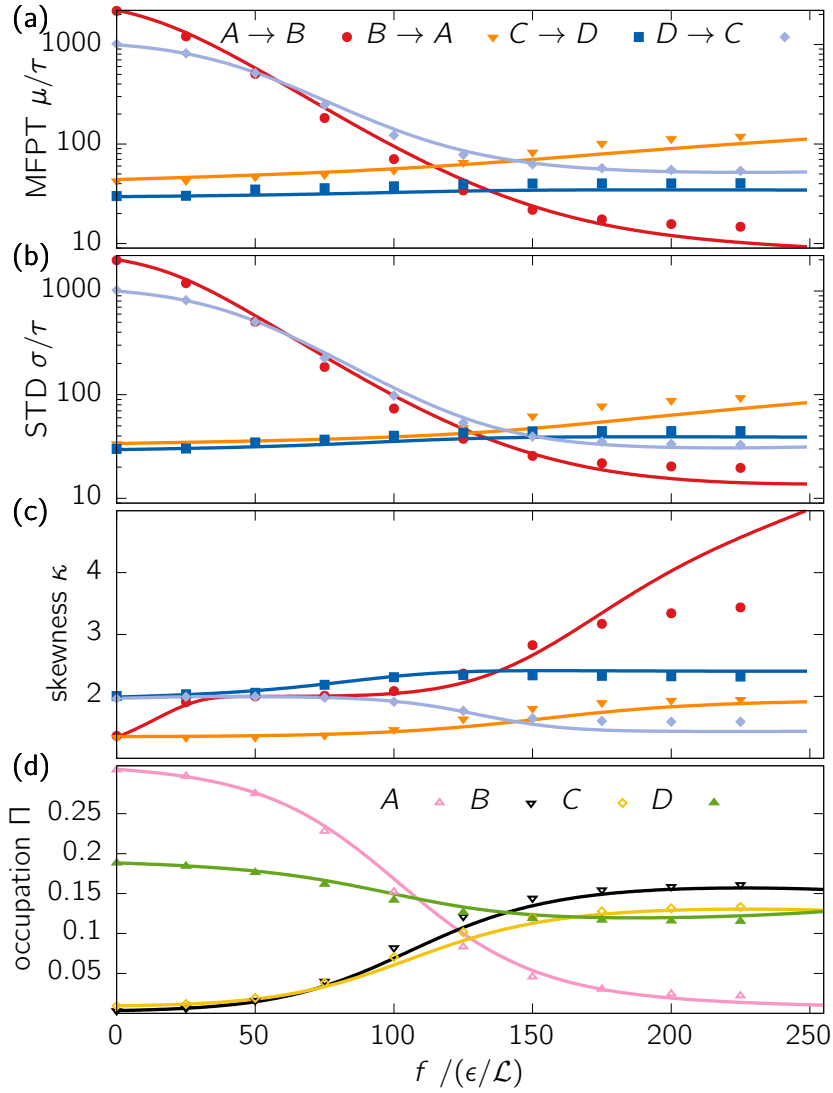 (a)
A → B B → A C → D D → C
MFPT μ/τ
1000
100
10
(b)
STD σ/τ
1000
100
10
(c)
skewness κ
4
3
2
(d)
A B C D
occupation Π
0.25
0.2
0.15
0.1
0.05
0 50 100 150 200 250
f /(ϵ/ℒ)